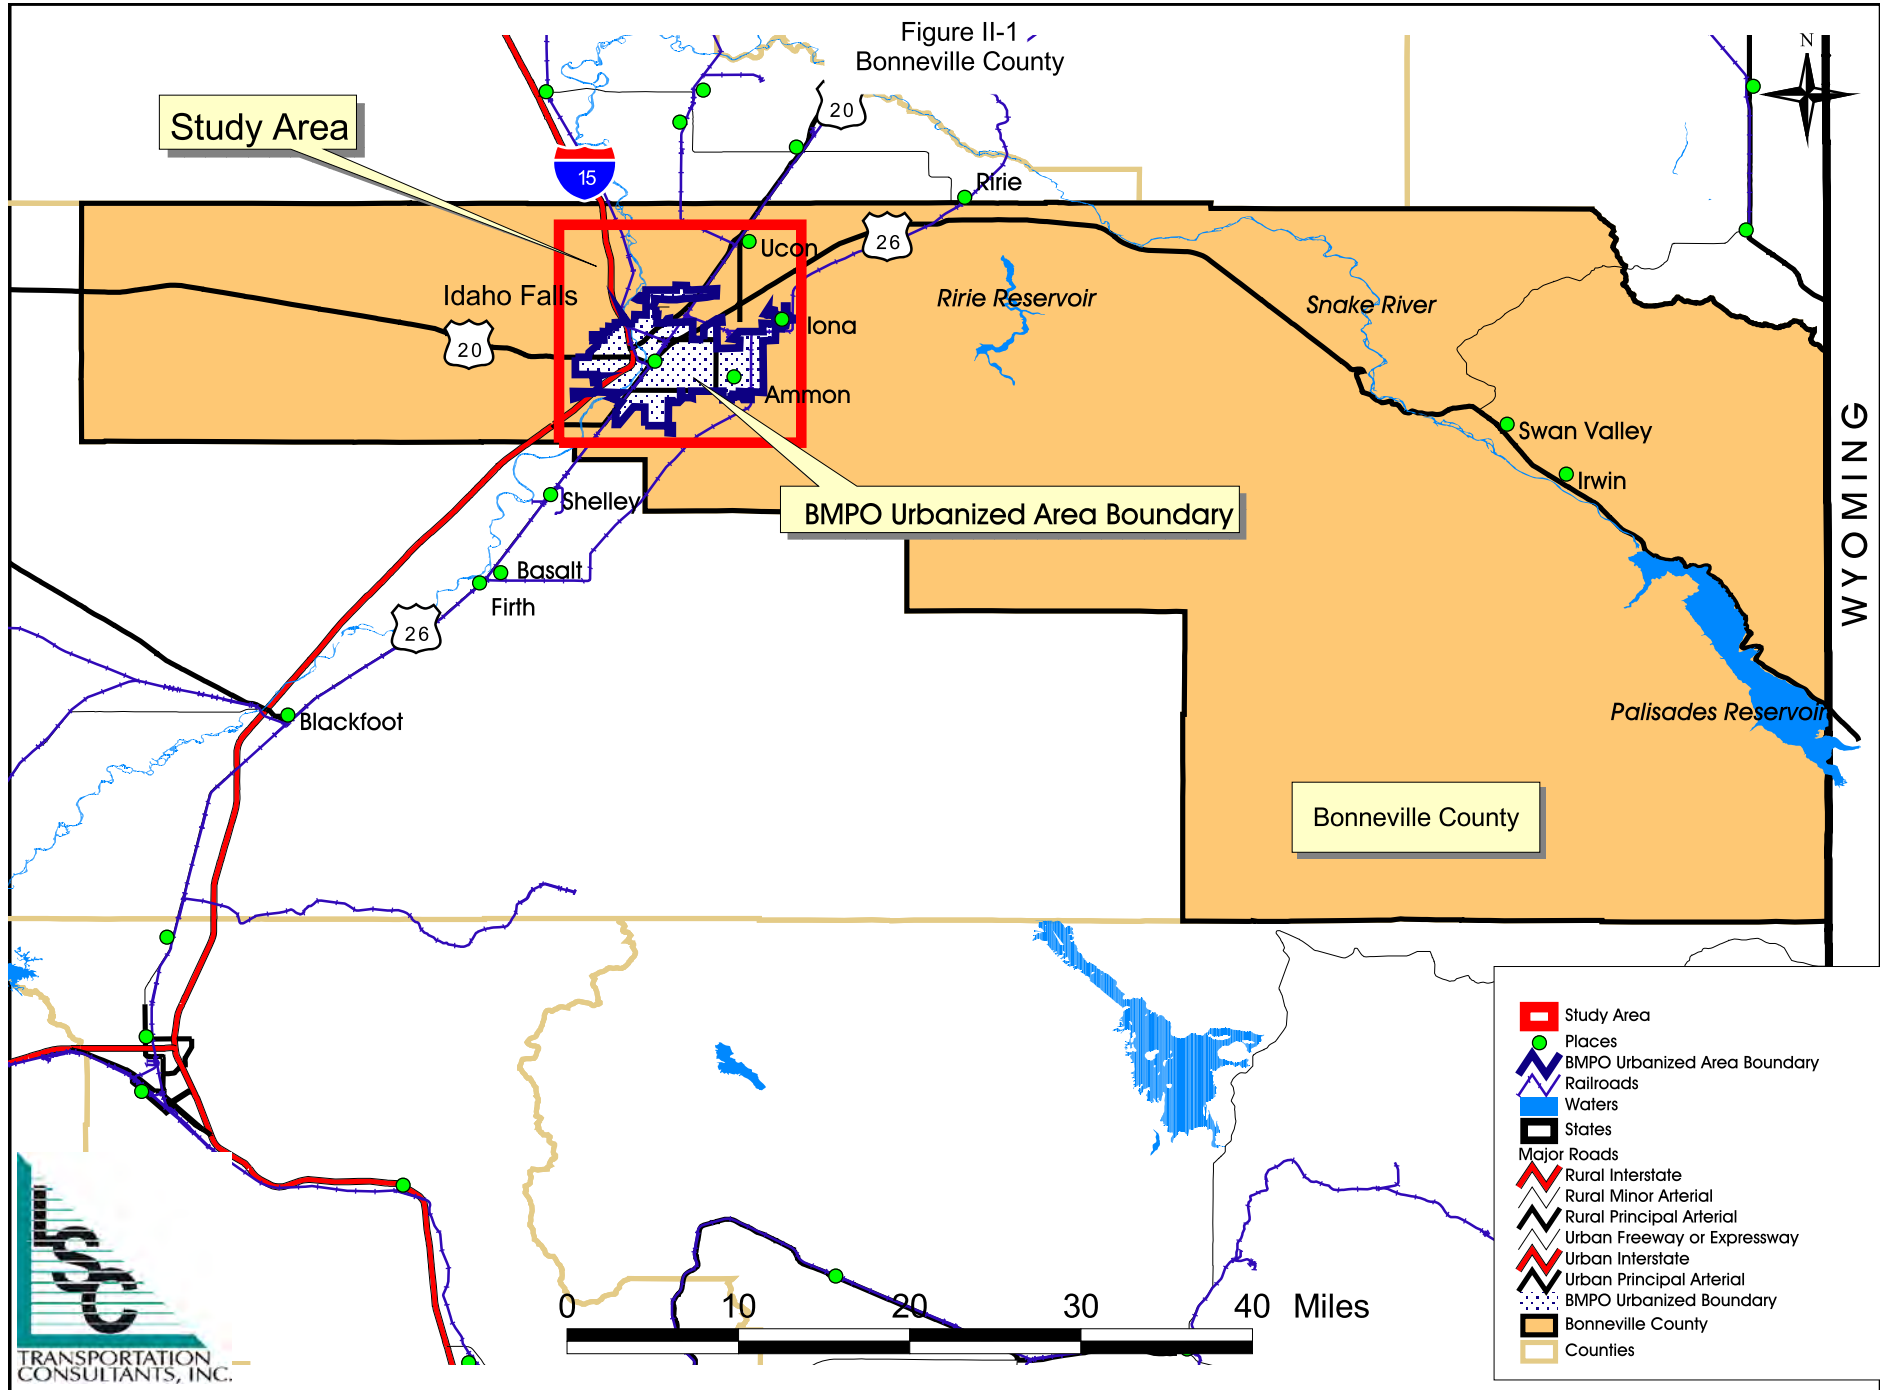 Figure II-1
Bonneville County
N
Study Area
20
15
Ririe
26
Ucon
Idaho Falls
Ririe Reservoir
Snake River
Iona
20
Ammon
WYOMING
Swan Valley
Irwin
Shelley
BMPO Urbanized Area Boundary
Basalt
Firth
26
Palisades Reservoir
Blackfoot
Bonneville County
Study Area
Places
BMPO Urbanized Area Boundary
Railroads
Waters
States
Major Roads
Rural Interstate
Rural Minor Arterial
Rural Principal Arterial
Urban Freeway or Expressway
Urban Interstate
Urban Principal Arterial
BMPO Urbanized Boundary
Bonneville County
Counties
0 10 20 30 40 Miles
LSC
TRANSPORTATION
CONSULTANTS, INC.